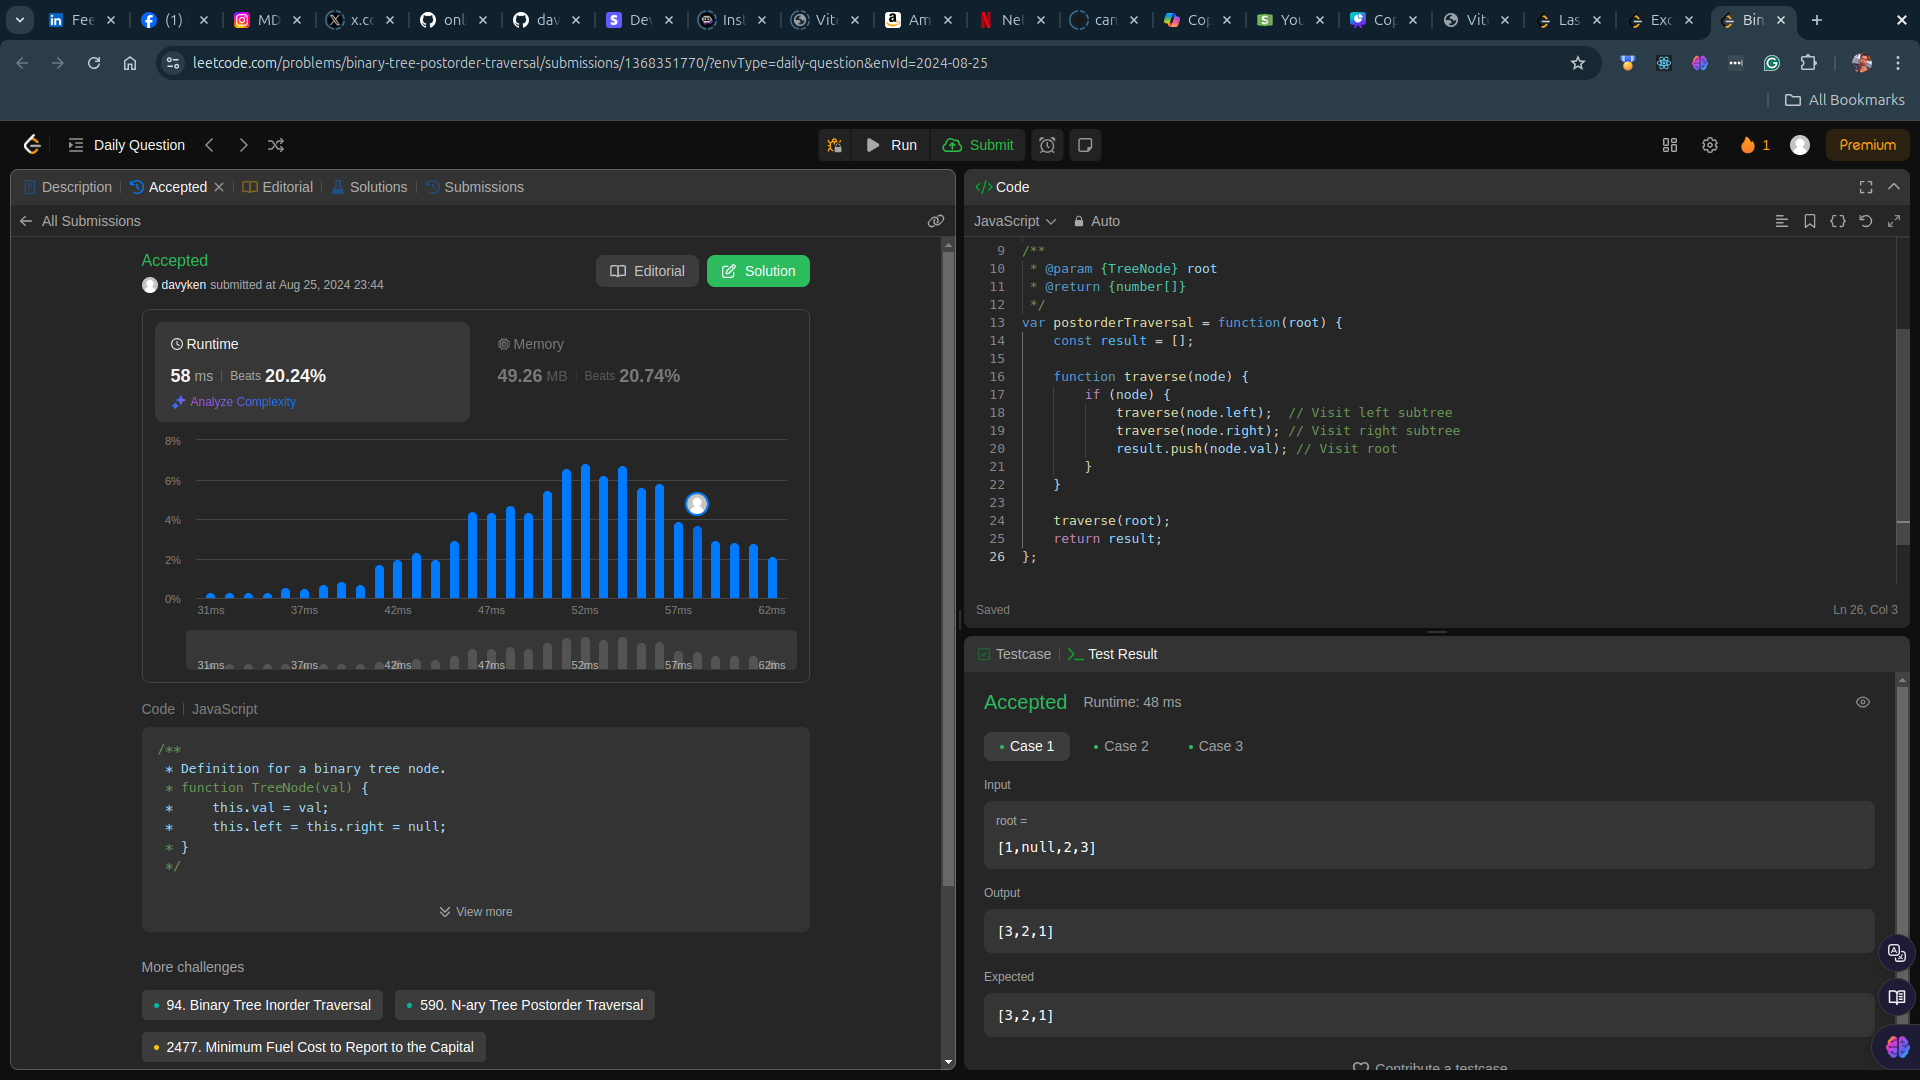 Fee
(1)
MD
x.co
onl
dav
Dev
Inst
Vite
Am
Net
can
Cop
You
Cop
Vite
Las
Exc
Bin
leetcode.com/problems/binary-tree-postorder-traversal/submissions/1368351770/?envType=daily-question&envId=2024-08-25
All Bookmarks
Daily Question
Run
Submit
1
Premium
Description
Accepted
Editorial
Solutions
Submissions
All Submissions
Accepted
davyken submitted at Aug 25, 2024 23:44
Editorial
Solution
Runtime
58 ms | Beats 20.24%
Analyze Complexity
Memory
49.26 MB | Beats 20.74%
8%
6%
4%
2%
0%
31ms 37ms 42ms 47ms 52ms 57ms 62ms
31ms 37ms 42ms 47ms 52ms 57ms 62ms
Code | JavaScript
/**
 * Definition for a binary tree node.
 * function TreeNode(val) {
 *     this.val = val;
 *     this.left = this.right = null;
 * }
 */
View more
More challenges
94. Binary Tree Inorder Traversal
590. N-ary Tree Postorder Traversal
2477. Minimum Fuel Cost to Report to the Capital
</> Code
JavaScript
Auto
9 /**
10  * @param {TreeNode} root
11  * @return {number[]}
12  */
13 var postorderTraversal = function(root) {
14     const result = [];
15
16     function traverse(node) {
17         if (node) {
18             traverse(node.left);  // Visit left subtree
19             traverse(node.right); // Visit right subtree
20             result.push(node.val); // Visit root
21         }
22     }
23
24     traverse(root);
25     return result;
26 };
Saved
Ln 26, Col 3
Testcase
Test Result
Accepted
Runtime: 48 ms
Case 1
Case 2
Case 3
Input
root =
[1,null,2,3]
Output
[3,2,1]
Expected
[3,2,1]
Contribute a testcase